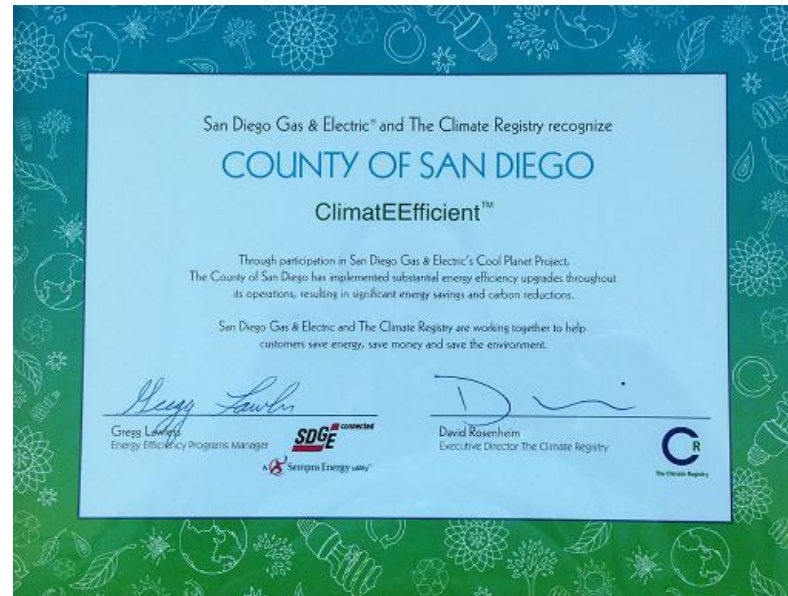 San Diego Gas & Electric® and The Climate Registry recognize
COUNTY OF SAN DIEGO
ClimatEEfficient™
Through participation in San Diego Gas & Electric's Cool Planet Project,
The County of San Diego has implemented substantial energy efficiency upgrades throughout
its operations, resulting in significant energy savings and carbon reductions.
San Diego Gas & Electric and The Climate Registry are working together to help
customers save energy, save money and save the environment.
Gregg Lawless
Energy Efficiency Programs Manager
SDGE connected
A Sempra Energy utility®
David Rosenheim
Executive Director The Climate Registry
CR
The Climate Registry